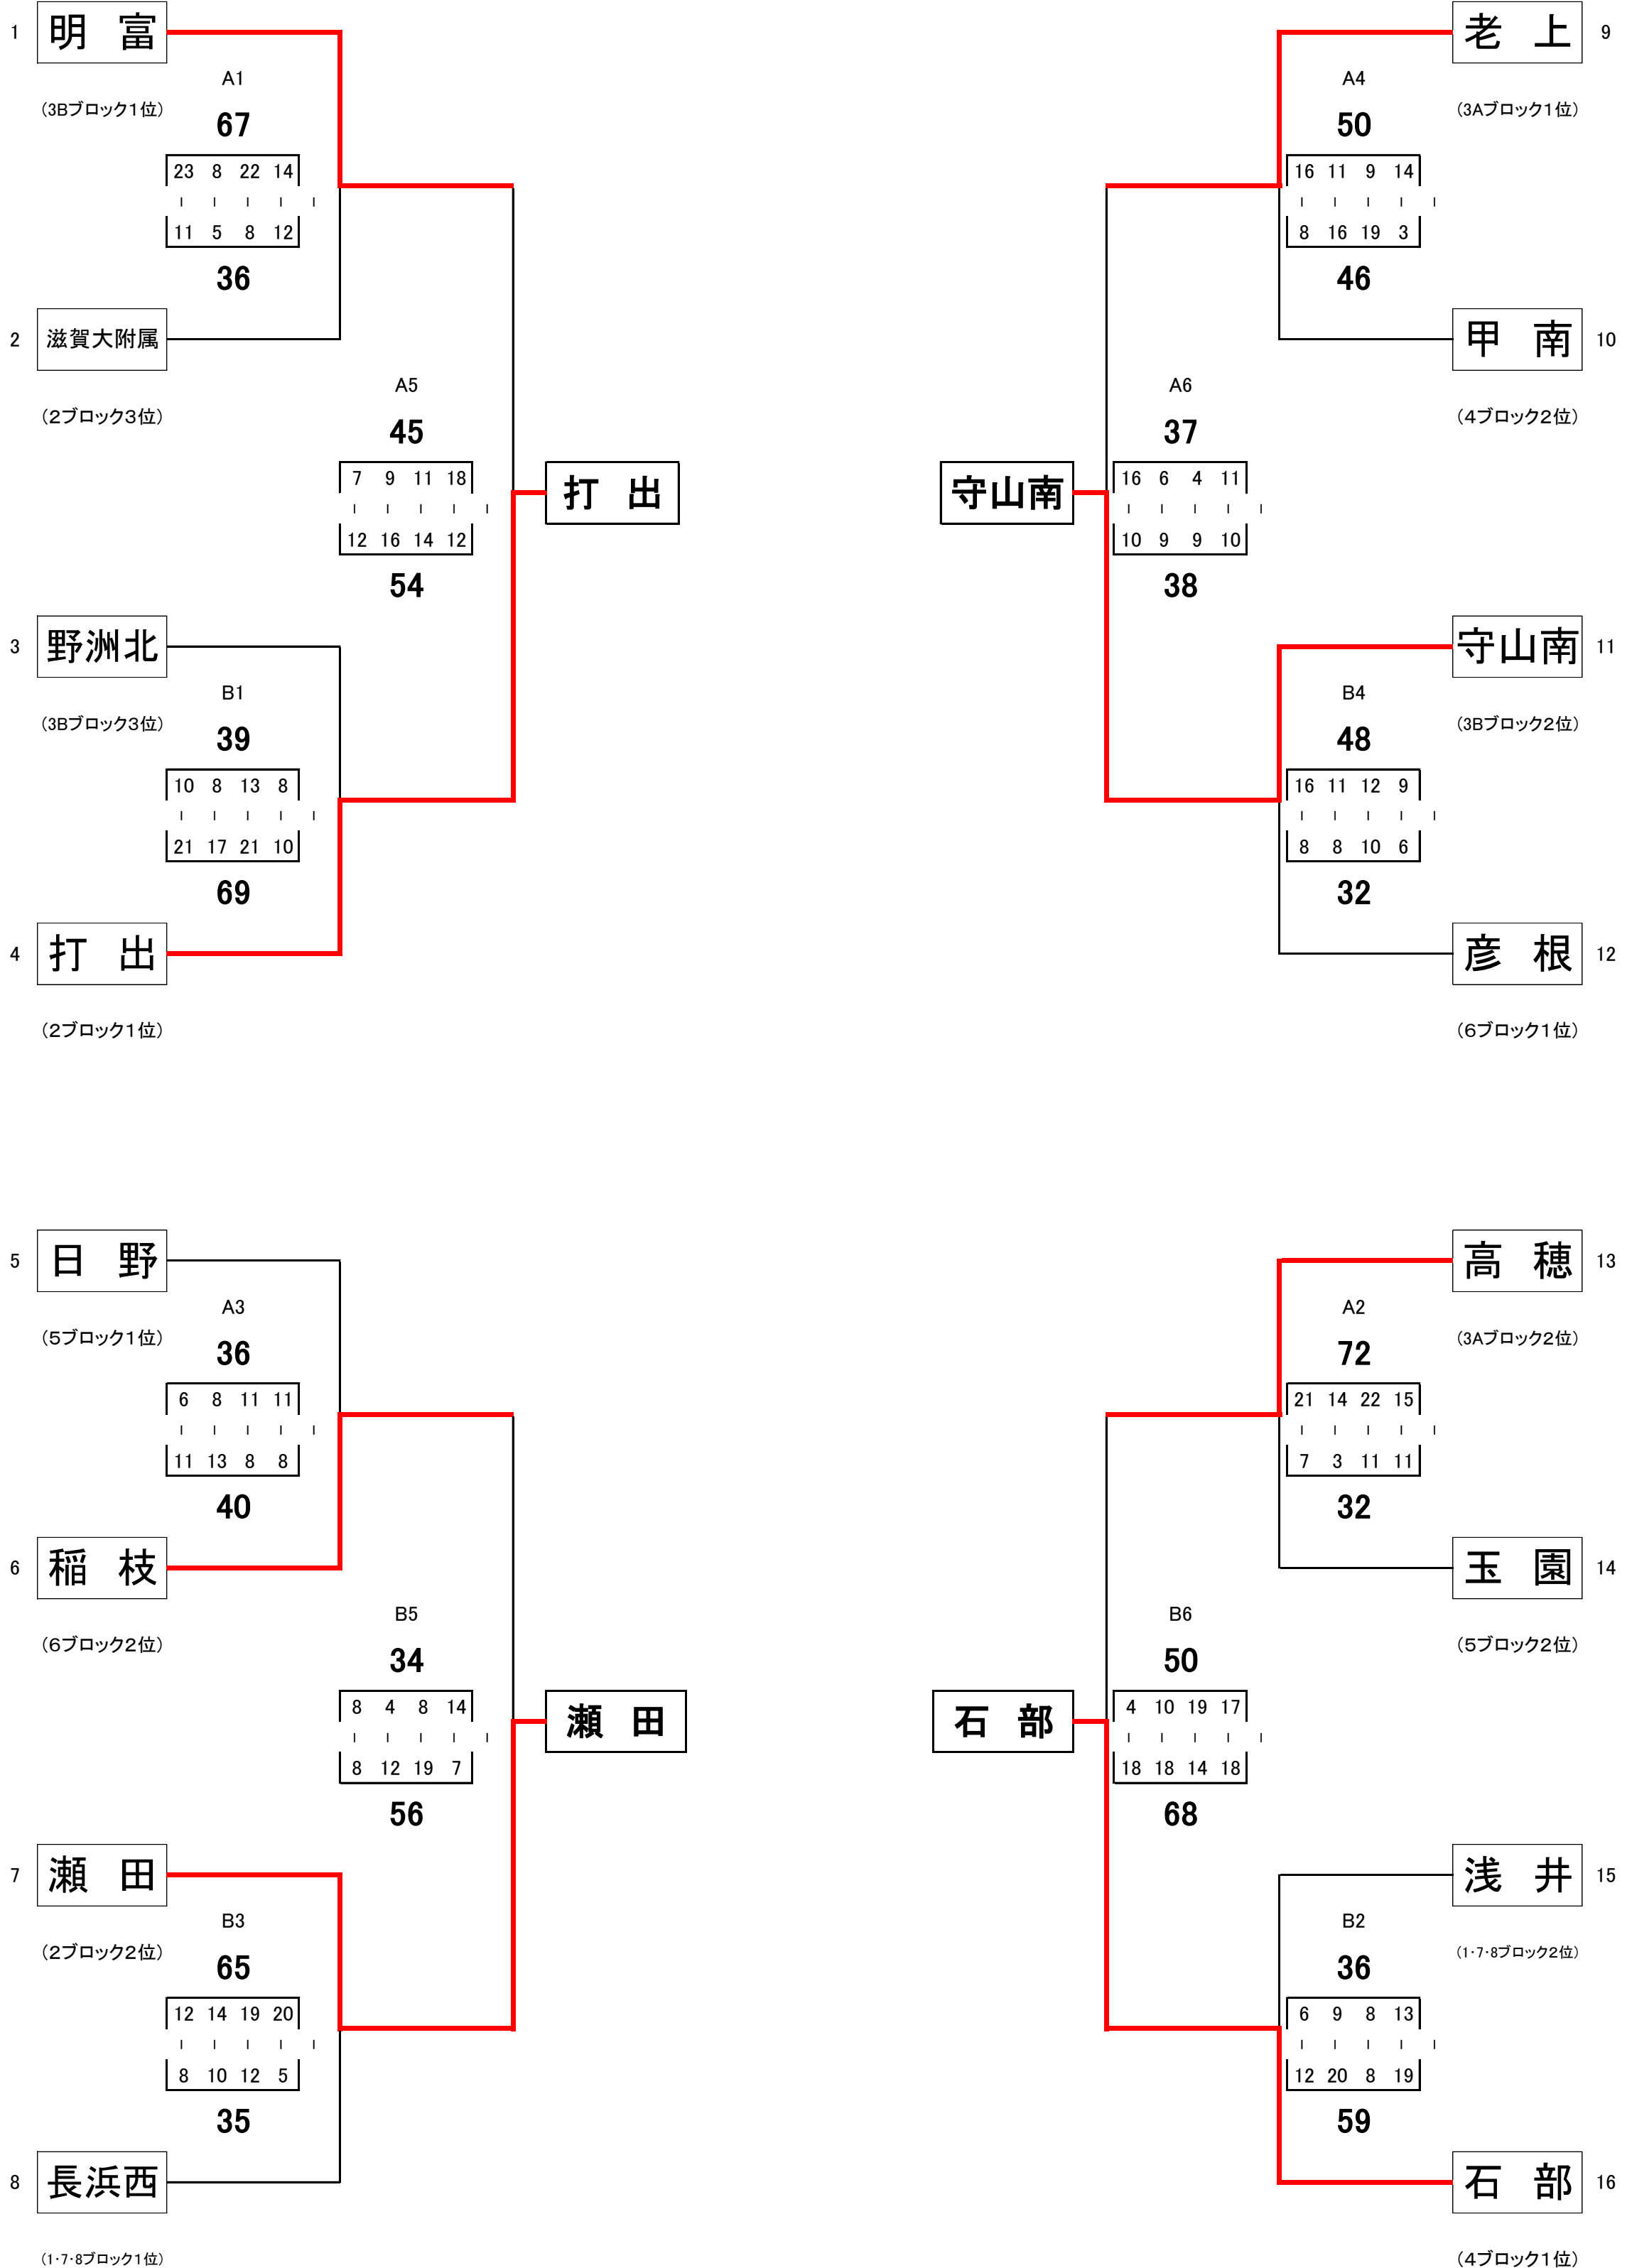 1 明 富
(3Bブロック1位)
A1
67
23 8 22 14
11 5 8 12
36
2 滋賀大附属
(2ブロック3位)
A5
45
7 9 11 18
12 16 14 12
54
打 出
3 野洲北
(3Bブロック3位)
B1
39
10 8 13 8
21 17 21 10
69
4 打 出
(2ブロック1位)
5 日 野
(5ブロック1位)
A3
36
6 8 11 11
11 13 8 8
40
6 稲 枝
(6ブロック2位)
B5
34
8 4 8 14
8 12 19 7
56
瀬 田
7 瀬 田
(2ブロック2位)
B3
65
12 14 19 20
8 10 12 5
35
8 長浜西
(1・7・8ブロック1位)
老 上 9
(3Aブロック1位)
A4
50
16 11 9 14
8 16 19 3
46
甲 南 10
(4ブロック2位)
A6
37
16 6 4 11
10 9 9 10
38
守山南
守山南 11
(3Bブロック2位)
B4
48
16 11 12 9
8 8 10 6
32
彦 根 12
(6ブロック1位)
高 穂 13
(3Aブロック2位)
A2
72
21 14 22 15
7 3 11 11
32
玉 園 14
(5ブロック2位)
B6
50
4 10 19 17
18 18 14 18
68
石 部
浅 井 15
(1・7・8ブロック2位)
B2
36
6 9 8 13
12 20 8 19
59
石 部 16
(4ブロック1位)